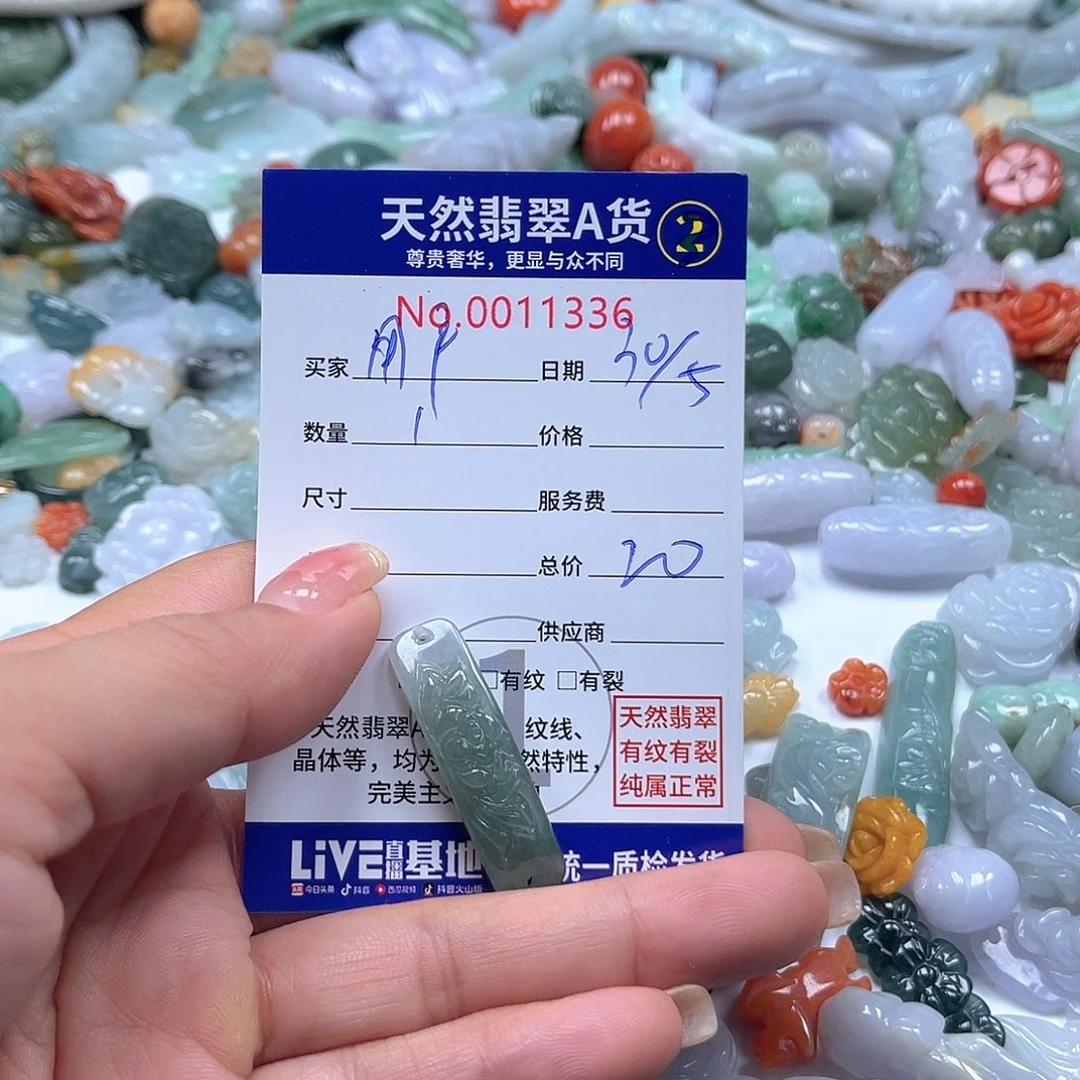 天然翡翠A货
尊贵奢华，更显与众不同
No.0011336
买家 用户 日期 30/5
数量 1 价格
尺寸 服务费
总价 20
供应商
□有纹 □有裂
天然翡翠 纹线、
晶体等，均为 然特性，
完美主
天然翡翠
有纹有裂
纯属正常
LiVE直播基地 统一质检发货
今日头条 抖音 西瓜视频 抖音火山版